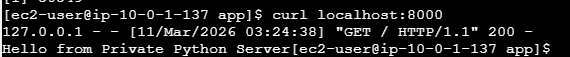 [ec2-user@ip-10-0-1-137 app]$ curl localhost:8000
127.0.0.1 - - [11/Mar/2026 03:24:38] "GET / HTTP/1.1" 200 -
Hello from Private Python Server[ec2-user@ip-10-0-1-137 app]$